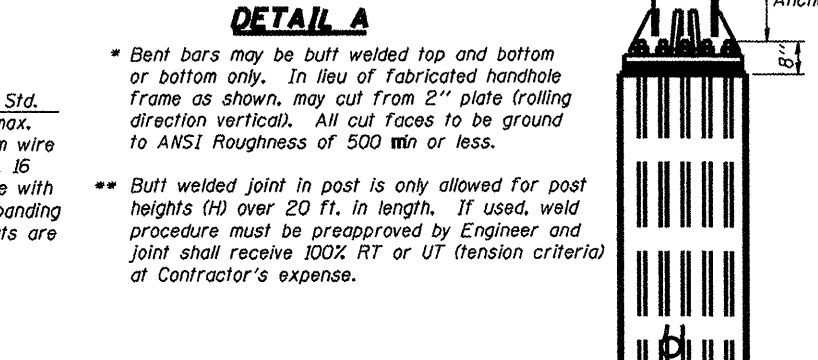 DETAIL A
* Bent bars may be butt welded top and bottom
or bottom only. In lieu of fabricated handhole
frame as shown, may cut from 2" plate (rolling
direction vertical). All cut faces to be ground
to ANSI Roughness of 500 min or less.
** Butt welded joint in post is only allowed for post
heights (H) over 20 ft. in length. If used, weld
procedure must be preapproved by Engineer and
joint shall receive 100% RT or UT (tension criteria)
at Contractor's expense.
Std.
max.
wire
16
with
are
8"